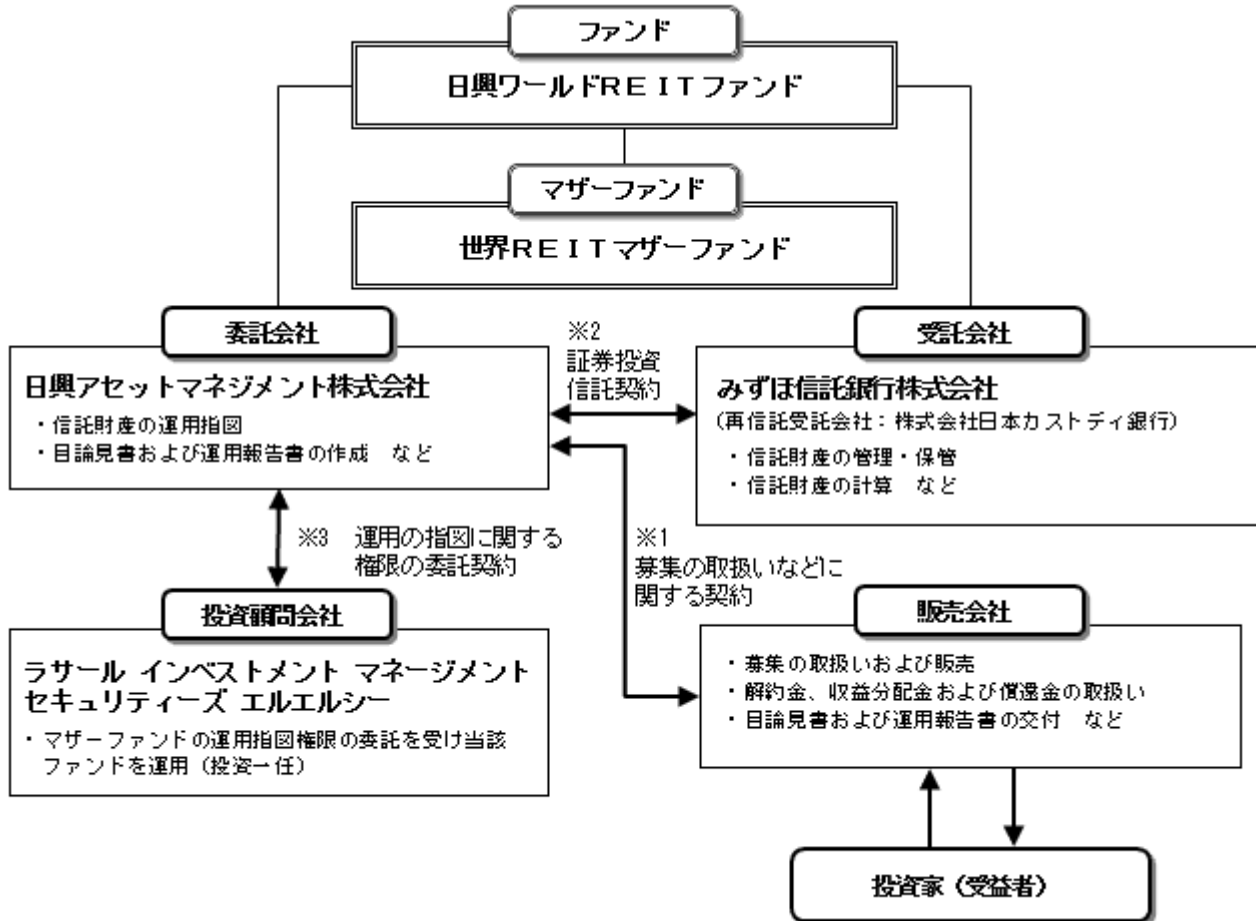 ファンド
日興ワールドREITファンド
マザーファンド
世界REITマザーファンド
委託会社
日興アセットマネジメント株式会社
・信託財産の運用指図
・目論見書および運用報告書の作成 など
※2
証券投資
信託契約
受託会社
みずほ信託銀行株式会社
(再信託受託会社:株式会社日本カストディ銀行)
・信託財産の管理・保管
・信託財産の計算 など
※3 運用の指図に関する
権限の委託契約
※1
募集の取扱いなどに
関する契約
投資顧問会社
ラサール インベストメント マネージメント
セキュリティーズ エルエルシー
・マザーファンドの運用指図権限の委託を受け当該
ファンドを運用(投資一任)
販売会社
・募集の取扱いおよび販売
・解約金、収益分配金および償還金の取扱い
・目論見書および運用報告書の交付 など
投資家(受益者)